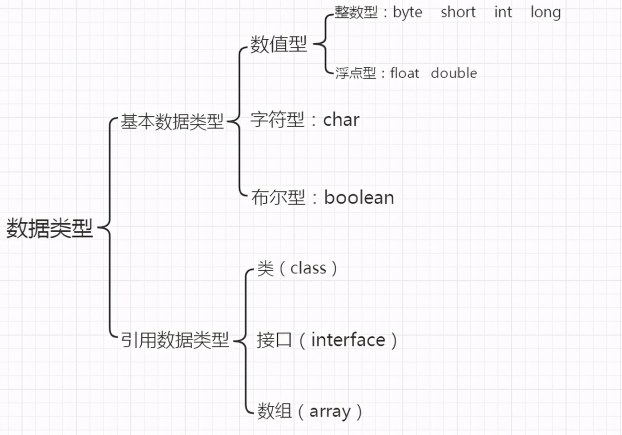 整数型：byte short int long
数值型
浮点型：float double
基本数据类型
字符型：char
布尔型：boolean
数据类型
类（class）
引用数据类型
接口（interface）
数组（array）